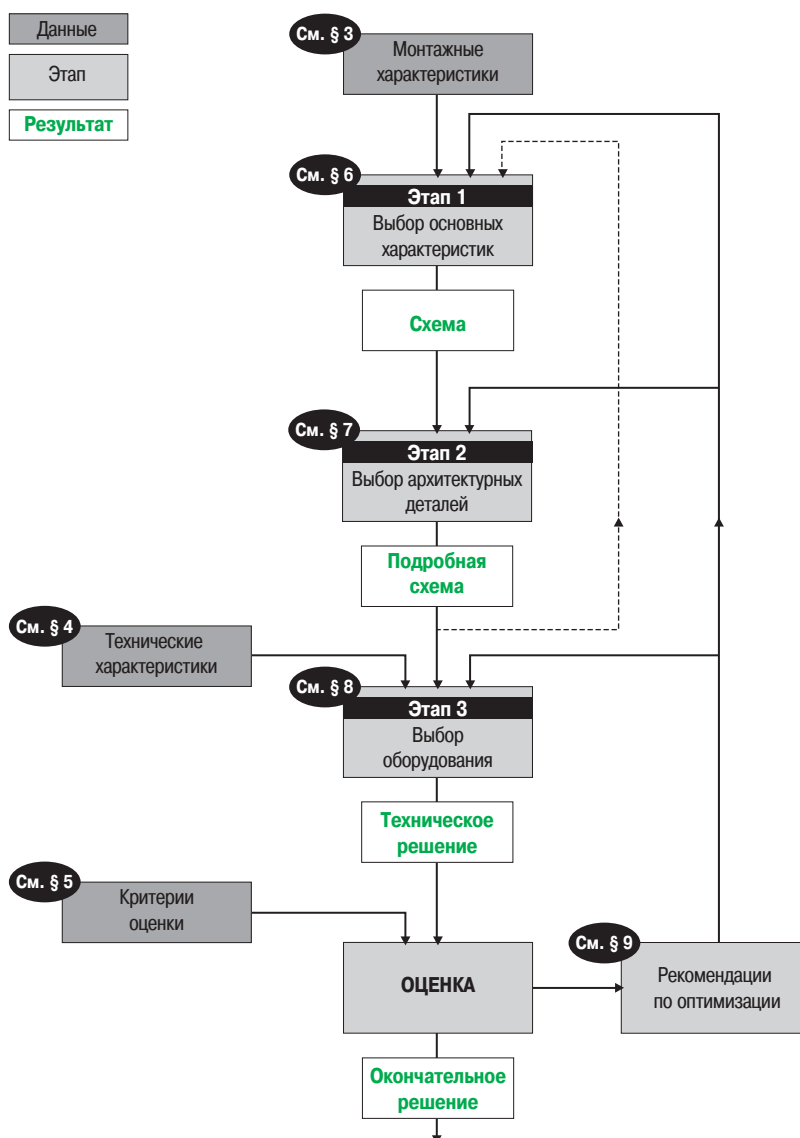 Данные
Этап
Результат
См. § 3
Монтажные
характеристики
См. § 6
Этап 1
Выбор основных
характеристик
Схема
См. § 7
Этап 2
Выбор архитектурных
деталей
Подробная
схема
См. § 4
Технические
характеристики
См. § 8
Этап 3
Выбор
оборудования
Техническое
решение
См. § 5
Критерии
оценки
ОЦЕНКА
См. § 9
Рекомендации
по оптимизации
Окончательное
решение